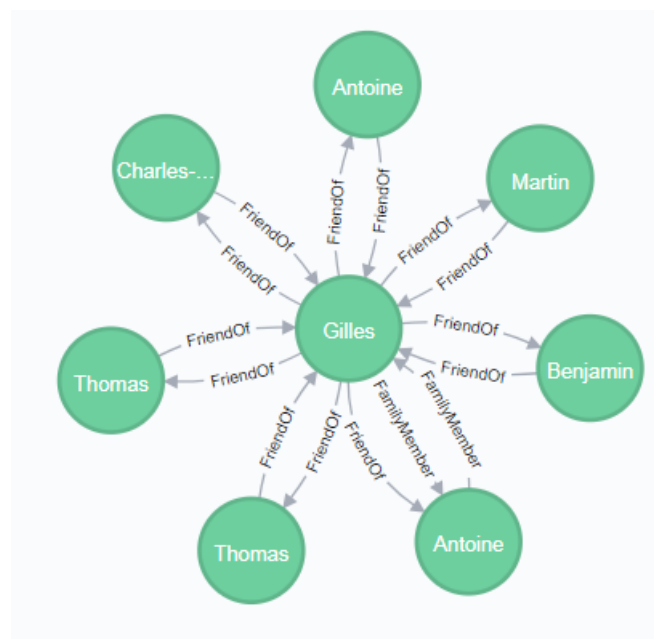 Antoine
Charles-...
Martin
FriendOf
FriendOf
FriendOf
FriendOf
FriendOf
FriendOf
Gilles
FriendOf
FriendOf
Thomas
FriendOf
FriendOf
Benjamin
FriendOf
FriendOf
FriendOf
FamilyMember
FamilyMember
Thomas
Antoine